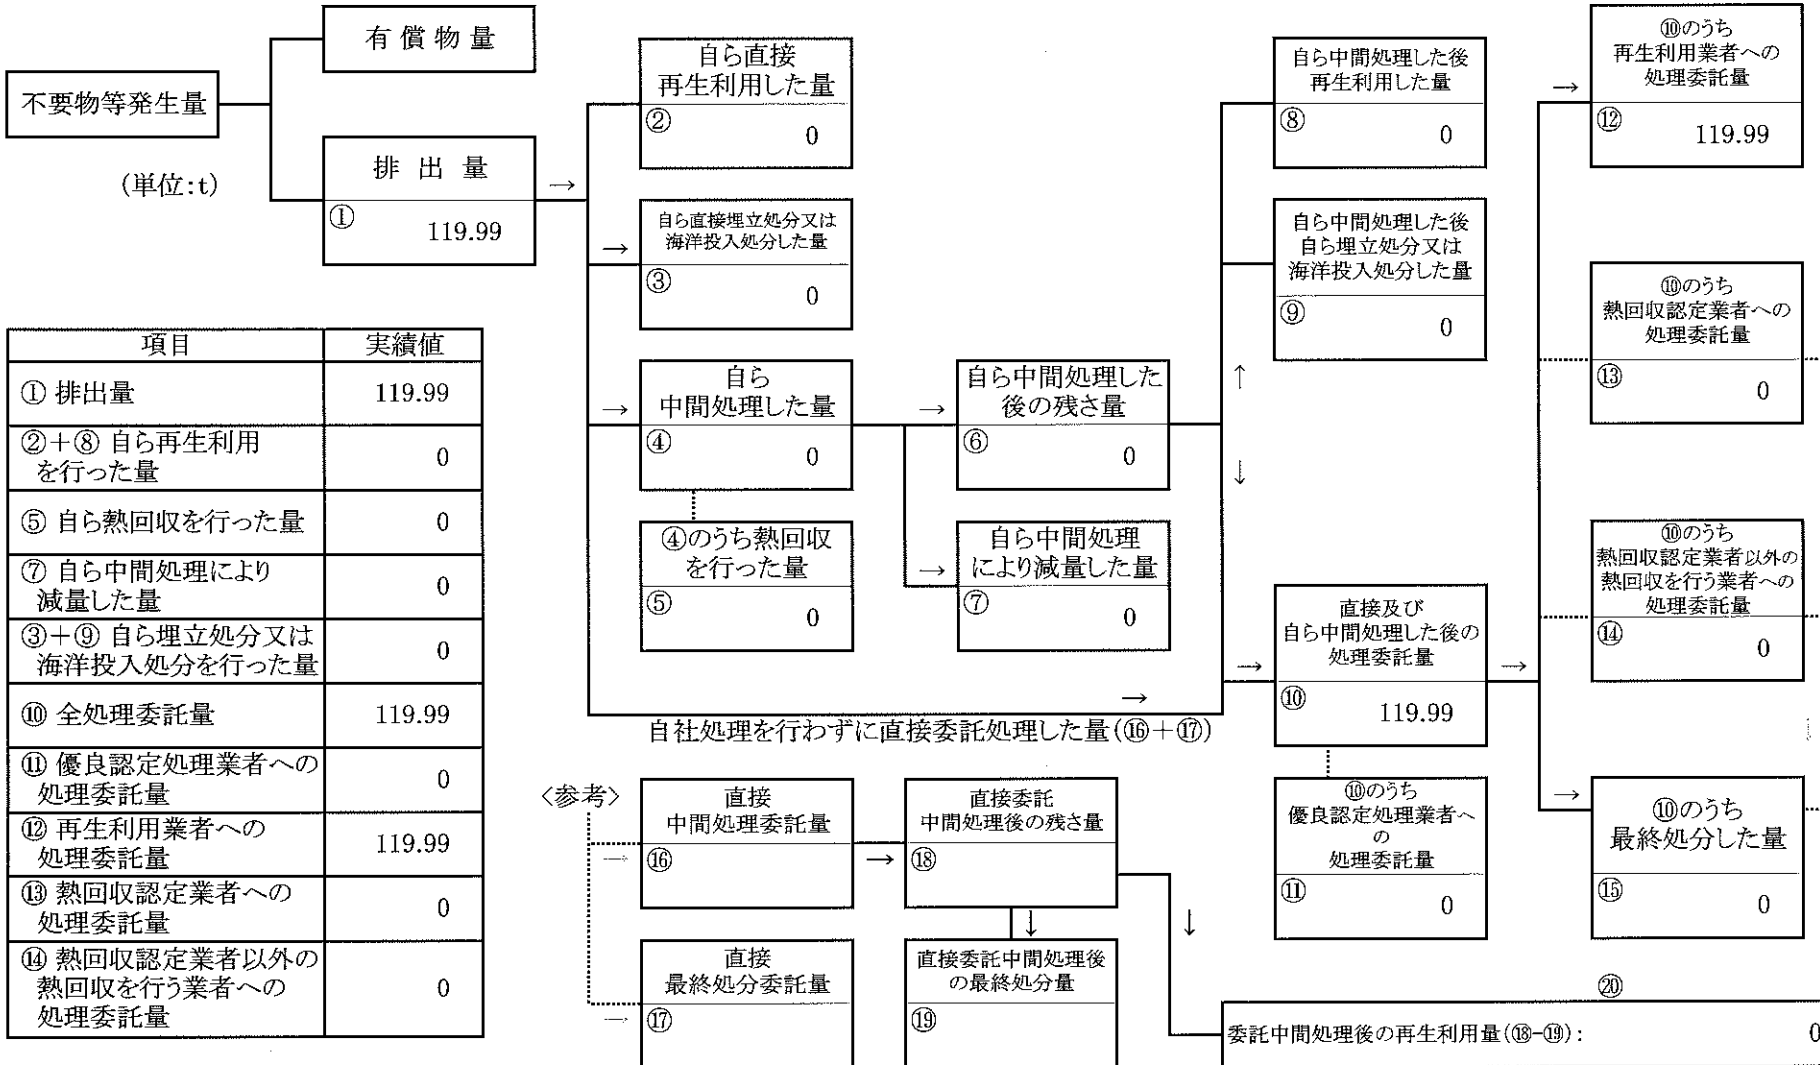 不要物等発生量
有償物量
(単位:t)
排出量
①
119.99
自ら直接
再生利用した量
②
0
自ら直接埋立処分又は
海洋投入処分した量
③
0
自ら
中間処理した量
④
0
④のうち熱回収
を行った量
⑤
0
自ら中間処理した
後の残さ量
⑥
0
自ら中間処理
により減量した量
⑦
0
自ら中間処理した後
再生利用した量
⑧
0
自ら中間処理した後
自ら埋立処分又は
海洋投入処分した量
⑨
0
直接及び
自ら中間処理した後の
処理委託量
⑩
119.99
⑩のうち
優良認定処理業者へ
の
処理委託量
⑪
0
⑩のうち
再生利用業者への
処理委託量
⑫
119.99
⑩のうち
熱回収認定業者への
処理委託量
⑬
0
⑩のうち
熱回収認定業者以外の
熱回収を行う業者への
処理委託量
⑭
0
⑩のうち
最終処分した量
⑮
0
自社処理を行わずに直接委託処理した量(⑯+⑰)
<参考>
直接
中間処理委託量
⑯
直接
最終処分委託量
⑰
直接委託
中間処理後の残さ量
⑱
直接委託中間処理後
の最終処分量
⑲
⑳
委託中間処理後の再生利用量(⑱-⑲): 0
項目 実績値
① 排出量 119.99
②+⑧ 自ら再生利用
を行った量 0
⑤ 自ら熱回収を行った量 0
⑦ 自ら中間処理により
減量した量 0
③+⑨ 自ら埋立処分又は
海洋投入処分を行った量 0
⑩ 全処理委託量 119.99
⑪ 優良認定処理業者への
処理委託量 0
⑫ 再生利用業者への
処理委託量 119.99
⑬ 熱回収認定業者への
処理委託量 0
⑭ 熱回収認定業者以外の
熱回収を行う業者への
処理委託量 0